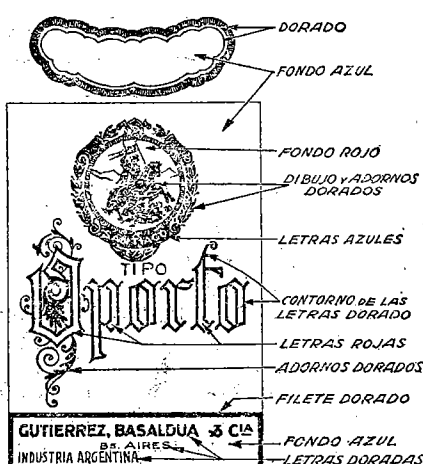 DORADO
FONDO AZUL
FONDO ROJO
DIBUJO Y ADORNOS
DORADOS
LETRAS AZULES
TIPO
Oporto
CONTORNO DE LAS
LETRAS DORADO
LETRAS ROJAS
ADORNOS DORADOS
FILETE DORADO
GUTIERREZ, BASALDUA & CIA
BS. AIRES
INDUSTRIA ARGENTINA
FONDO AZUL
LETRAS DORADAS